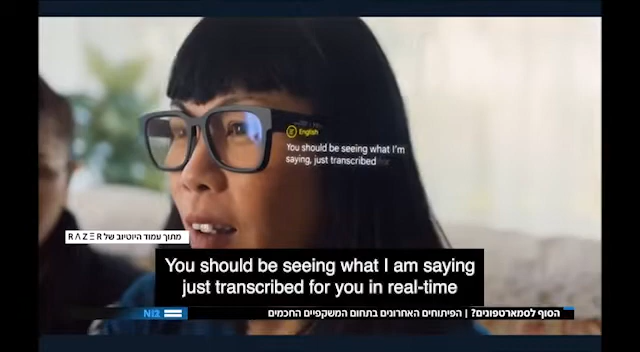 English
You should be seeing what I'm
saying, just transcribed for
מתוך עמוד היוטיוב של RAZER
You should be seeing what I am saying
just transcribed for you in real-time
הסוף לסמארטפונים? | הפיתוחים האחרונים בתחום המשקפיים החכמים
N12